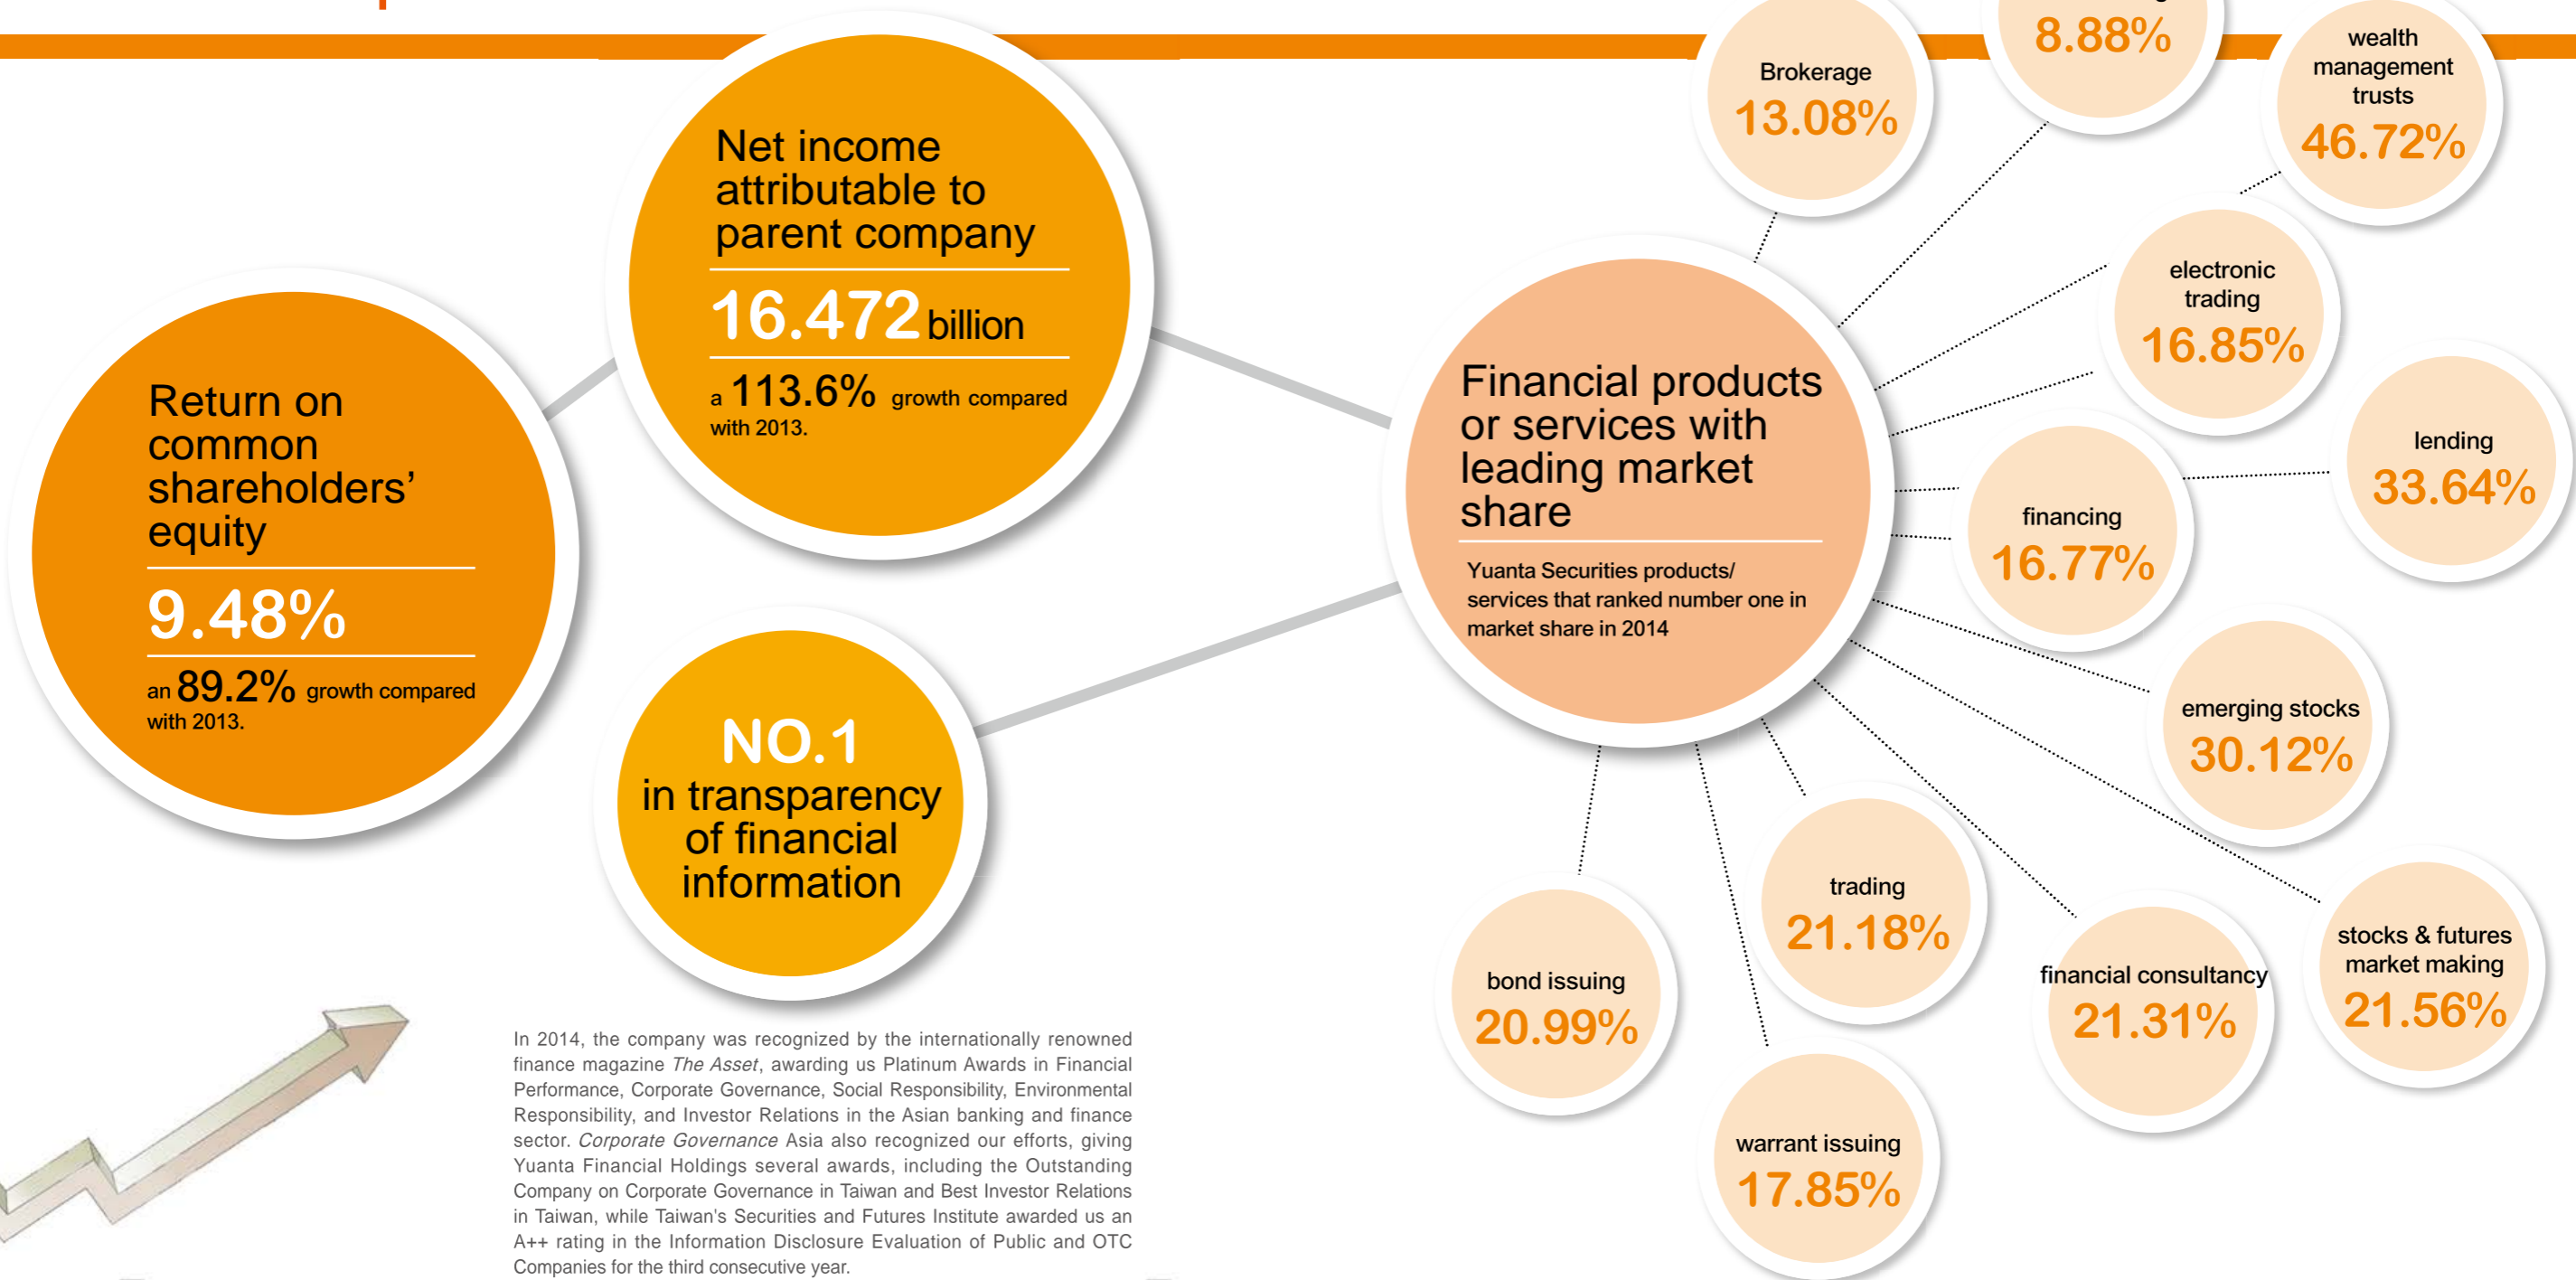 Return on
common
shareholders’
equity
9.48%
an 89.2% growth compared
with 2013.
Net income
attributable to
parent company
16.472 billion
a 113.6% growth compared
with 2013.
NO.1
in transparency
of financial
information
In 2014, the company was recognized by the internationally renowned
finance magazine The Asset, awarding us Platinum Awards in Financial
Performance, Corporate Governance, Social Responsibility, Environmental
Responsibility, and Investor Relations in the Asian banking and finance
sector. Corporate Governance Asia also recognized our efforts, giving
Yuanta Financial Holdings several awards, including the Outstanding
Company on Corporate Governance in Taiwan and Best Investor Relations
in Taiwan, while Taiwan's Securities and Futures Institute awarded us an
A++ rating in the Information Disclosure Evaluation of Public and OTC
Companies for the third consecutive year.
Financial products
or services with
leading market
share
Yuanta Securities products/
services that ranked number one in
market share in 2014
Brokerage
13.08%
8.88%
wealth
management
trusts
46.72%
electronic
trading
16.85%
lending
33.64%
financing
16.77%
emerging stocks
30.12%
stocks & futures
market making
21.56%
financial consultancy
21.31%
trading
21.18%
warrant issuing
17.85%
bond issuing
20.99%